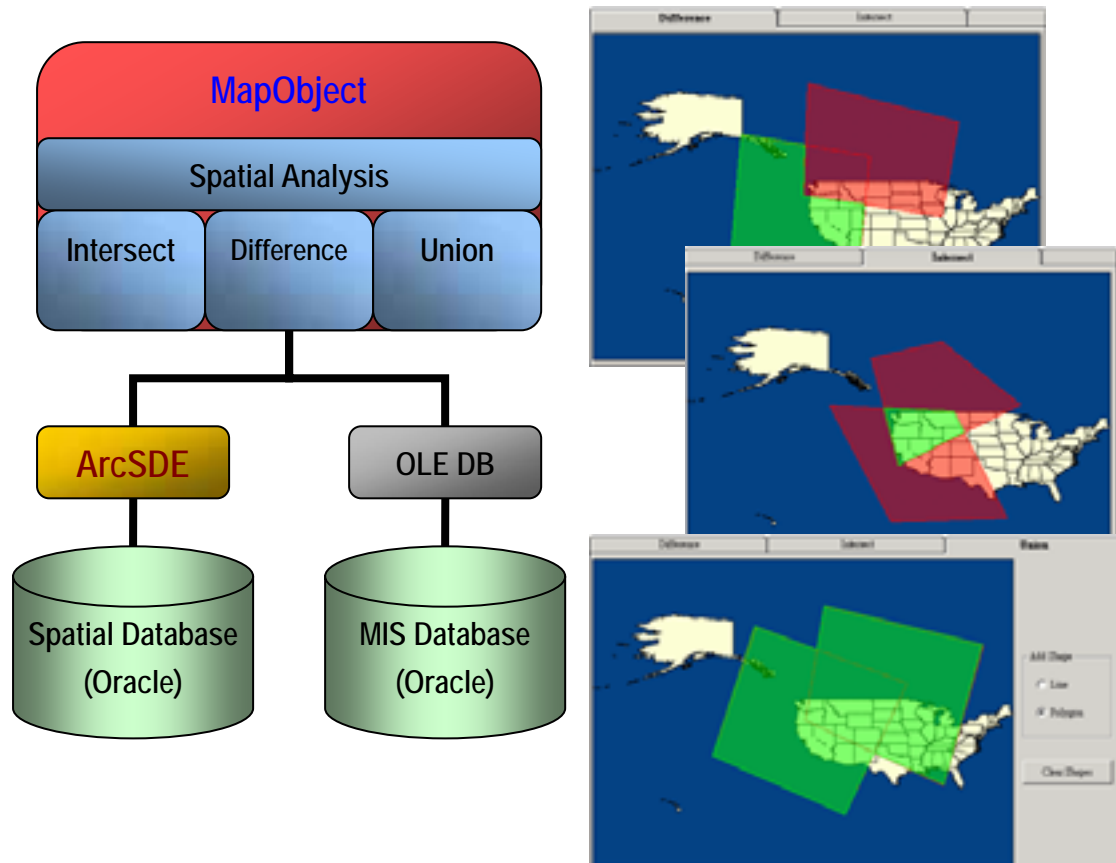 MapObject
Spatial Analysis
Intersect
Difference
Union
ArcSDE
OLE DB
Spatial Database
(Oracle)
MIS Database
(Oracle)
Difference
Intersect
Difference
Intersect
Difference
Intersect
Union
Add Shape
Line
Polygon
Clear Shapes